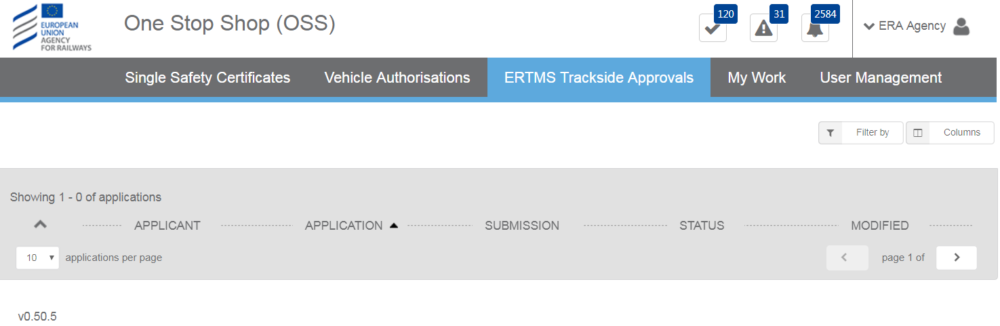 EUROPEAN
UNION
AGENCY
FOR RAILWAYS
One Stop Shop (OSS)
120
31
2584
ERA Agency
Single Safety Certificates
Vehicle Authorisations
ERTMS Trackside Approvals
My Work
User Management
Filter by
Columns
Showing 1 - 0 of applications
APPLICANT
APPLICATION
SUBMISSION
STATUS
MODIFIED
10
applications per page
page 1 of
v0.50.5